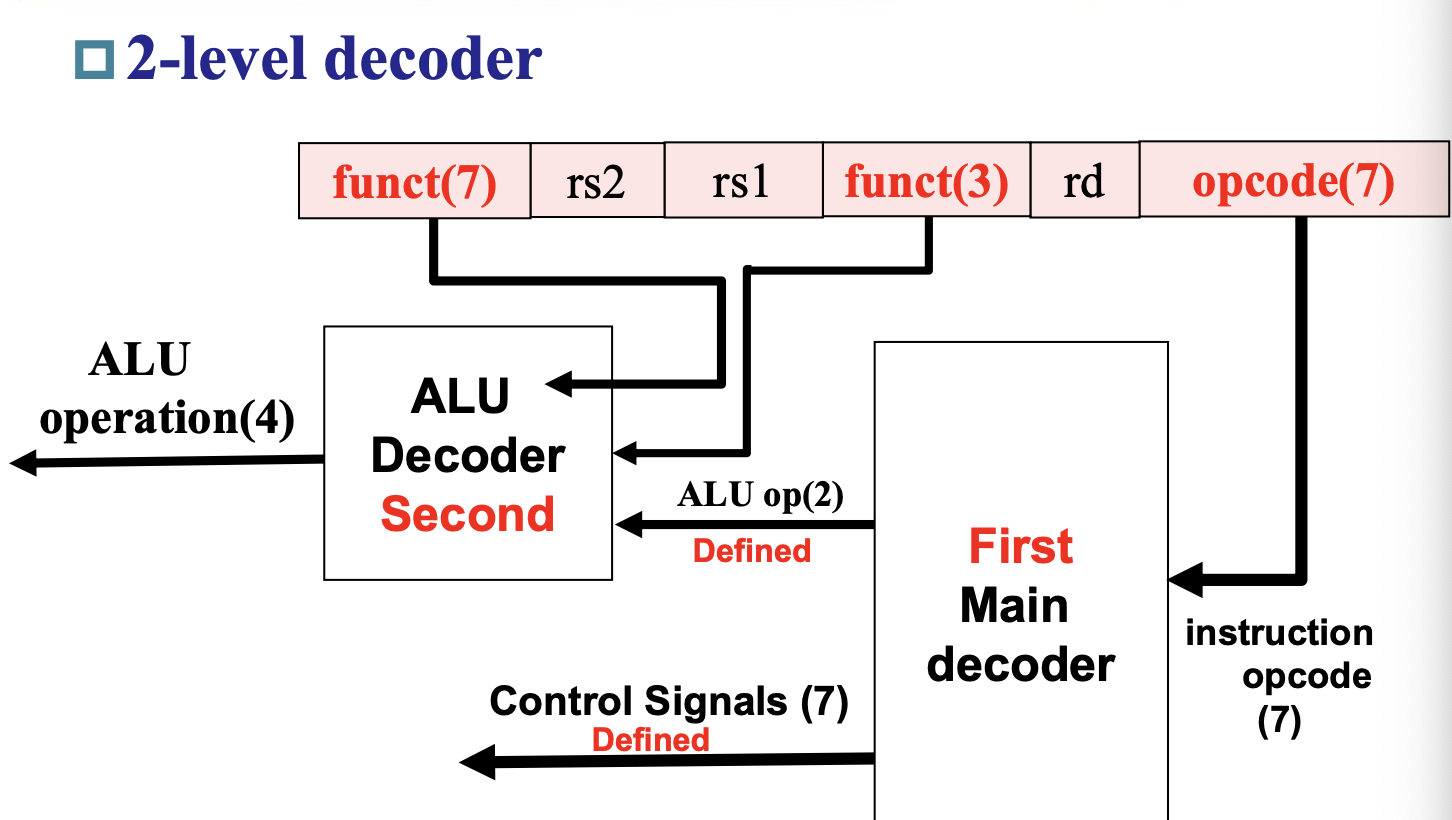 2-level decoder
funct(7) rs2 rs1 funct(3) rd opcode(7)
ALU
operation(4)
ALU
Decoder
Second
ALU op(2)
Defined
First
Main
decoder
instruction
opcode
(7)
Control Signals (7)
Defined